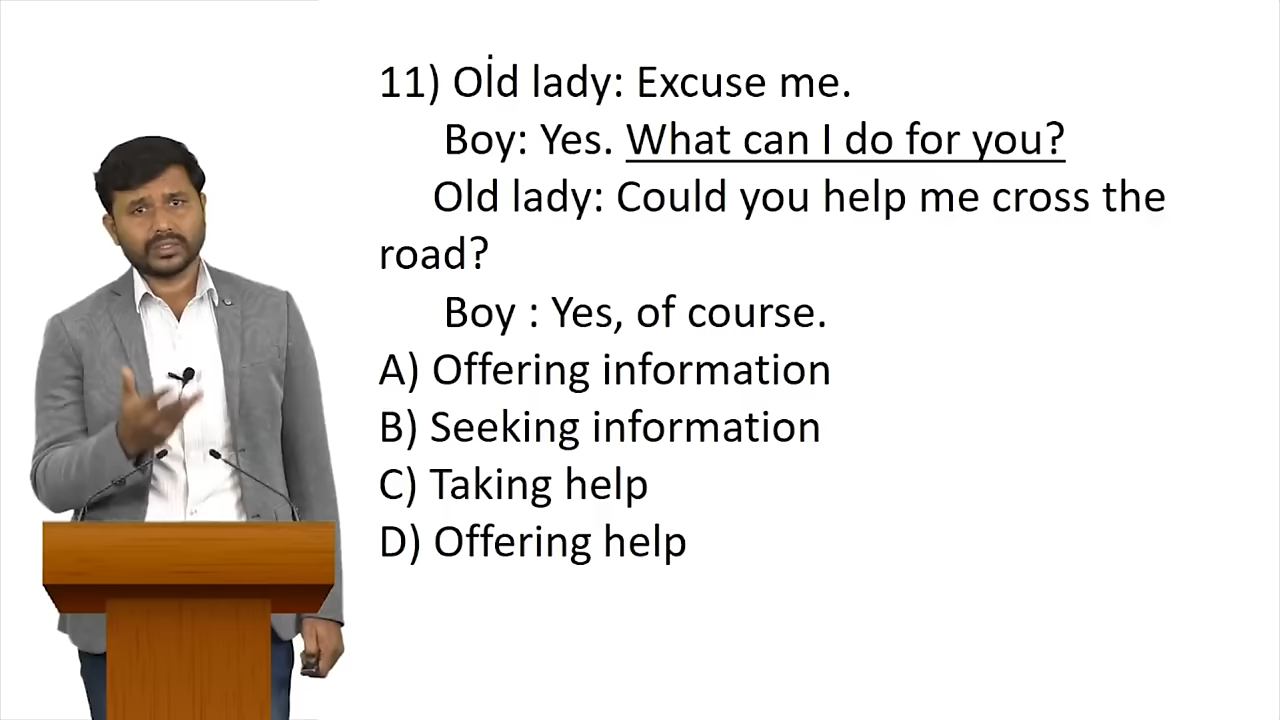 11) Old lady: Excuse me.
Boy: Yes. What can I do for you?
Old lady: Could you help me cross the
road?
Boy : Yes, of course.
A) Offering information
B) Seeking information
C) Taking help
D) Offering help